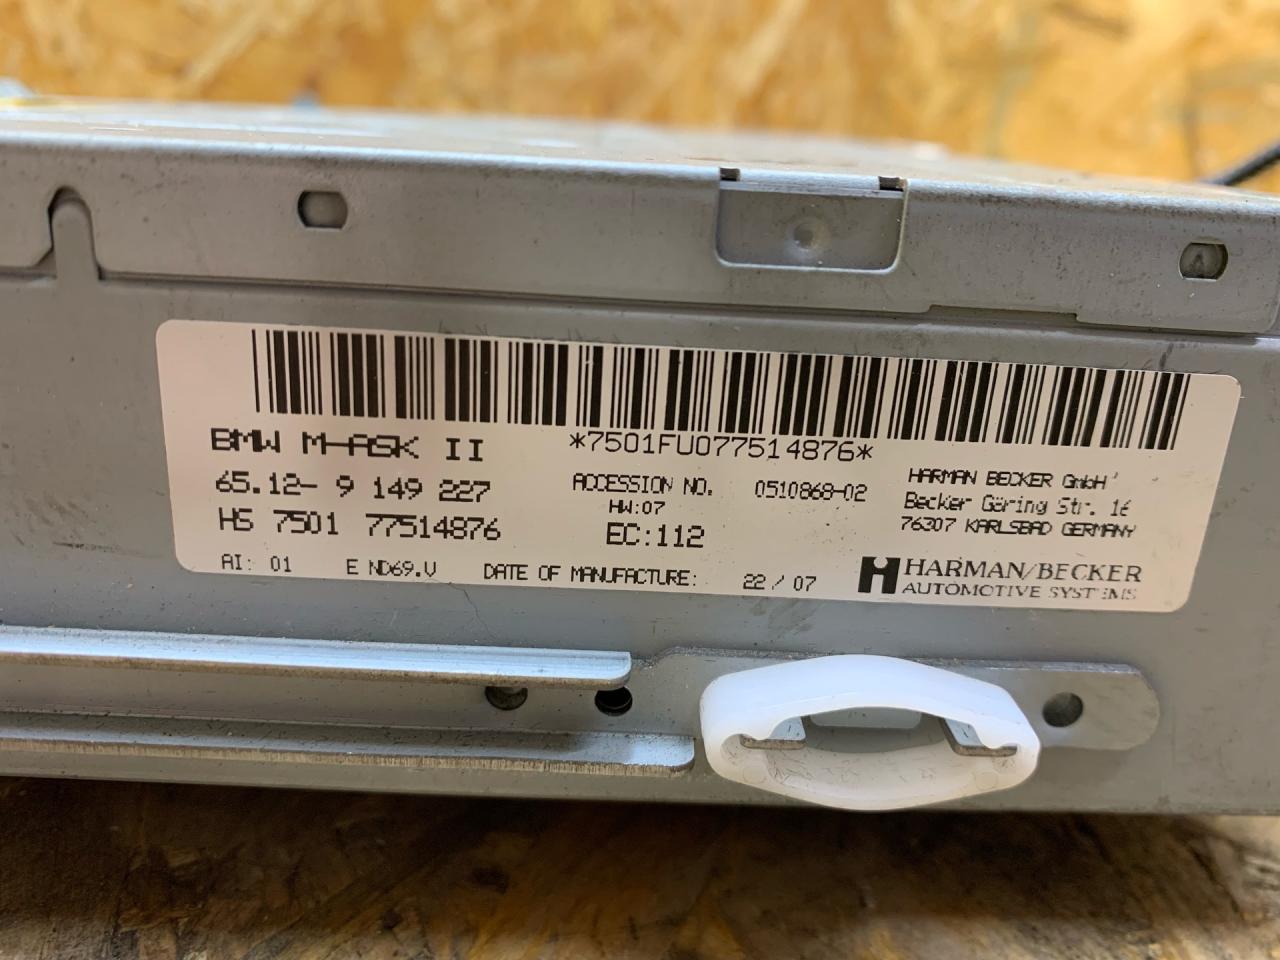 BMW M-ASK II
*7501FU077514876*
65.12- 9 149 227
HS 7501 77514876
ACCESSION NO. 0510868-02
HW:07
EC:112
HARMAN BECKER GmbH
Becker Göring Str. 16
76307 KARLSBAD GERMANY
AI: 01 E ND69.V DATE OF MANUFACTURE: 22/07
HARMAN/BECKER
AUTOMOTIVE SYSTEMS